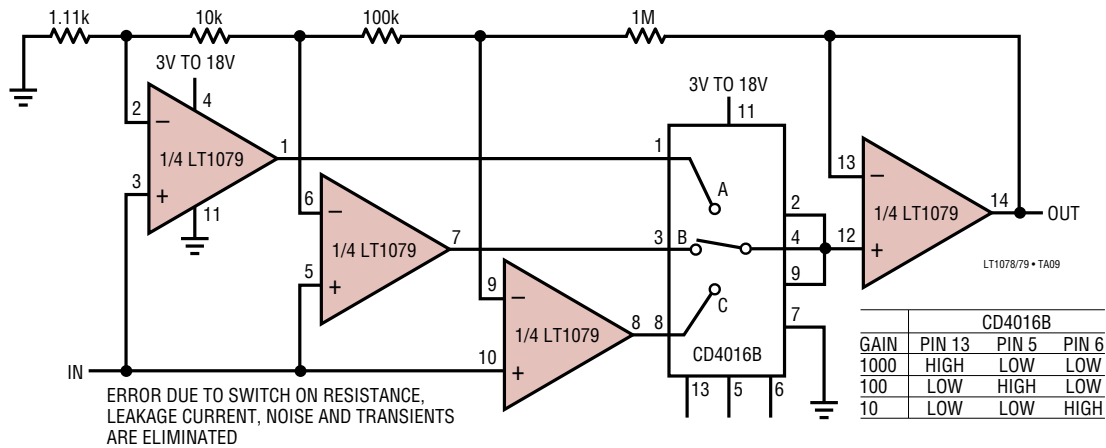 1.11k 10k 100k 1M
3V TO 18V
4
2
−
1/4 LT1079
1
3
+
11
6
−
1/4 LT1079
7
5
+
9
−
1/4 LT1079
8
10
+
IN
3V TO 18V
11
1
A
3 B
8
C
2
4
9
7
CD4016B
13 5 6
13
−
1/4 LT1079
14 OUT
12
+
LT1078/79 • TA09
CD4016B
GAIN PIN 13 PIN 5 PIN 6
1000 HIGH LOW LOW
100 LOW HIGH LOW
10 LOW LOW HIGH
ERROR DUE TO SWITCH ON RESISTANCE,
LEAKAGE CURRENT, NOISE AND TRANSIENTS
ARE ELIMINATED